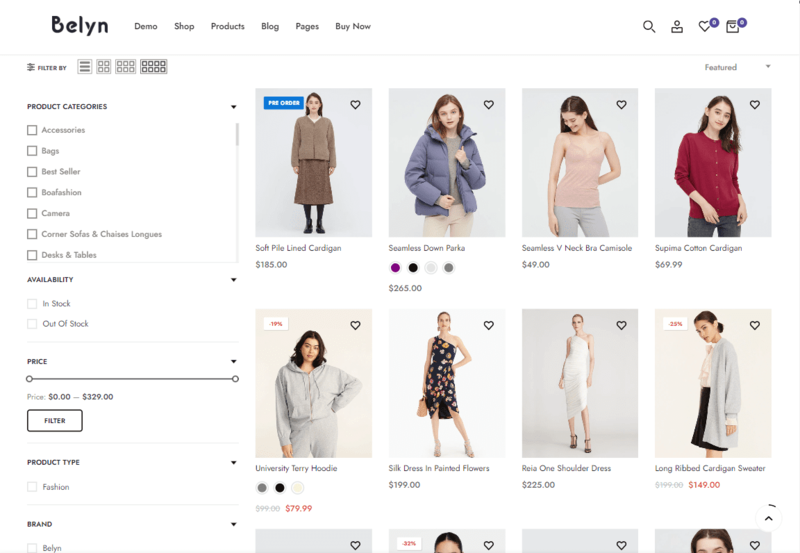 Belyn
Demo Shop Products Blog Pages Buy Now
0 0
FILTER BY
Featured
PRODUCT CATEGORIES
Accessories
Bags
Best Seller
Boafashion
Camera
Corner Sofas & Chaises Longues
Desks & Tables
AVAILABILITY
In Stock
Out Of Stock
PRICE
Price: $0.00 — $329.00
FILTER
PRODUCT TYPE
Fashion
BRAND
Belyn
PRE ORDER
Soft Pile Lined Cardigan
$185.00
Seamless Down Parka
$265.00
Seamless V Neck Bra Camisole
$49.00
Supima Cotton Cardigan
$69.99
-19%
University Terry Hoodie
$99.00 $79.99
Silk Dress In Painted Flowers
$199.00
Reia One Shoulder Dress
$225.00
-25%
Long Ribbed Cardigan Sweater
$199.00 $149.00
-32%